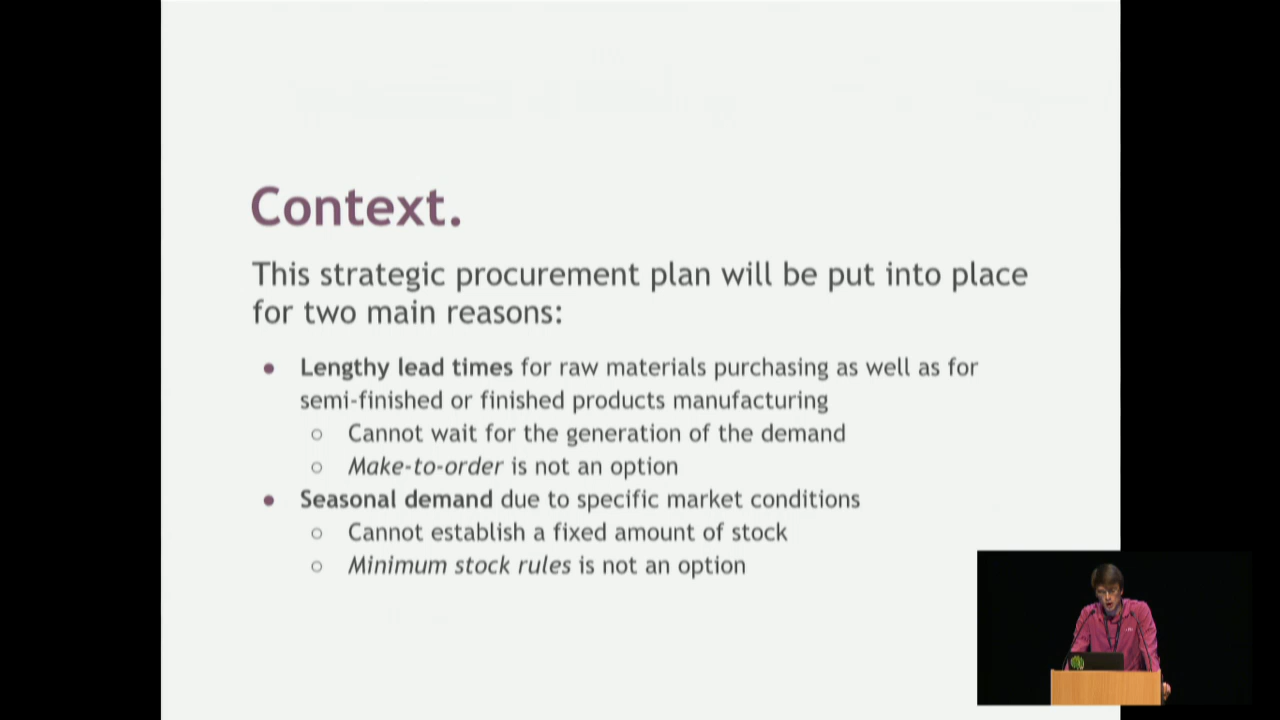 Context.
This strategic procurement plan will be put into place
for two main reasons:
● Lengthy lead times for raw materials purchasing as well as for
semi-finished or finished products manufacturing
○ Cannot wait for the generation of the demand
○ Make-to-order is not an option
● Seasonal demand due to specific market conditions
○ Cannot establish a fixed amount of stock
○ Minimum stock rules is not an option